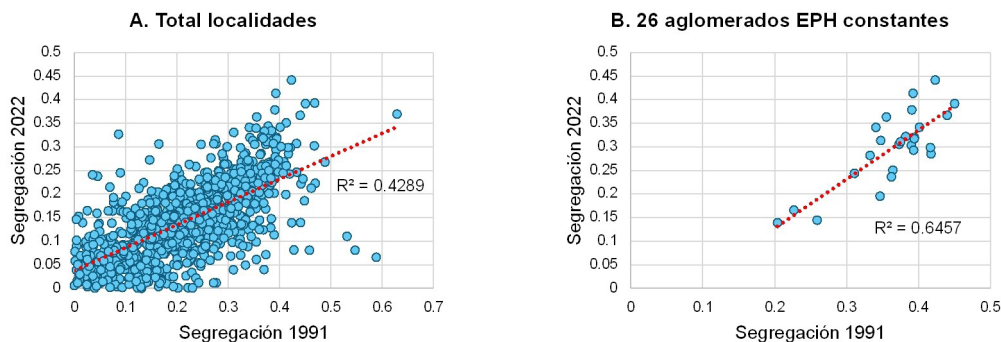 A. Total localidades
Segregación 2022
0.5
0.45
0.4
0.35
0.3
0.25
0.2
0.15
0.1
0.05
0
R² = 0.4289
0 0.1 0.2 0.3 0.4 0.5 0.6 0.7
Segregación 1991
B. 26 aglomerados EPH constantes
Segregación 2022
0.5
0.45
0.4
0.35
0.3
0.25
0.2
0.15
0.1
0.05
0
R² = 0.6457
0 0.1 0.2 0.3 0.4 0.5
Segregación 1991